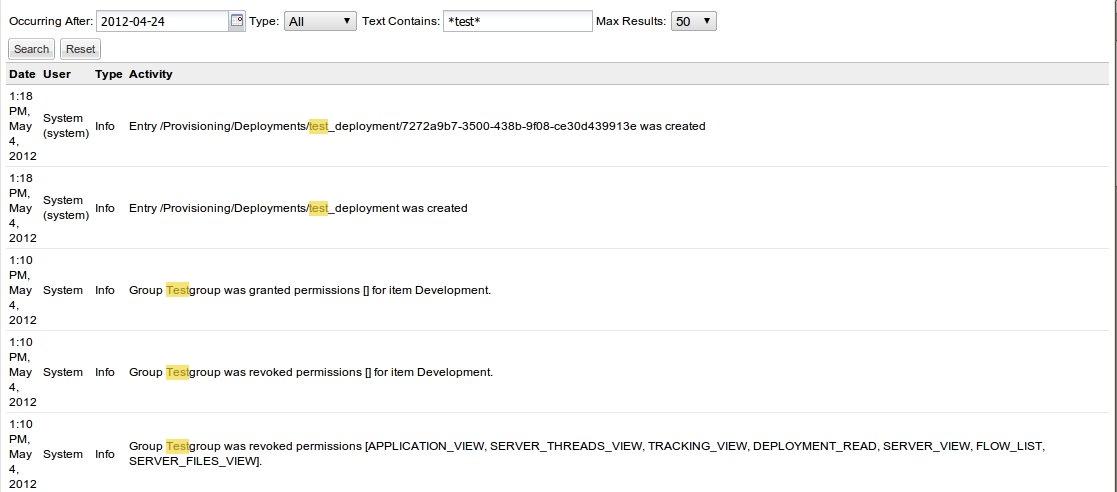 Occurring After: 2012-04-24 Type: All Text Contains: *test* Max Results: 50
Search Reset
Date User Type Activity
1:18
PM,
May
4,
2012
System
(system)
Info
Entry /Provisioning/Deployments/test_deployment/7272a9b7-3500-438b-9f08-ce30d439913e was created
1:18
PM,
May
4,
2012
System
(system)
Info
Entry /Provisioning/Deployments/test_deployment was created
1:10
PM,
May
4,
2012
System
Info
Group Testgroup was granted permissions [] for item Development.
1:10
PM,
May
4,
2012
System
Info
Group Testgroup was revoked permissions [] for item Development.
1:10
PM,
May
4,
2012
System
Info
Group Testgroup was revoked permissions [APPLICATION_VIEW, SERVER_THREADS_VIEW, TRACKING_VIEW, DEPLOYMENT_READ, SERVER_VIEW, FLOW_LIST,
SERVER_FILES_VIEW].